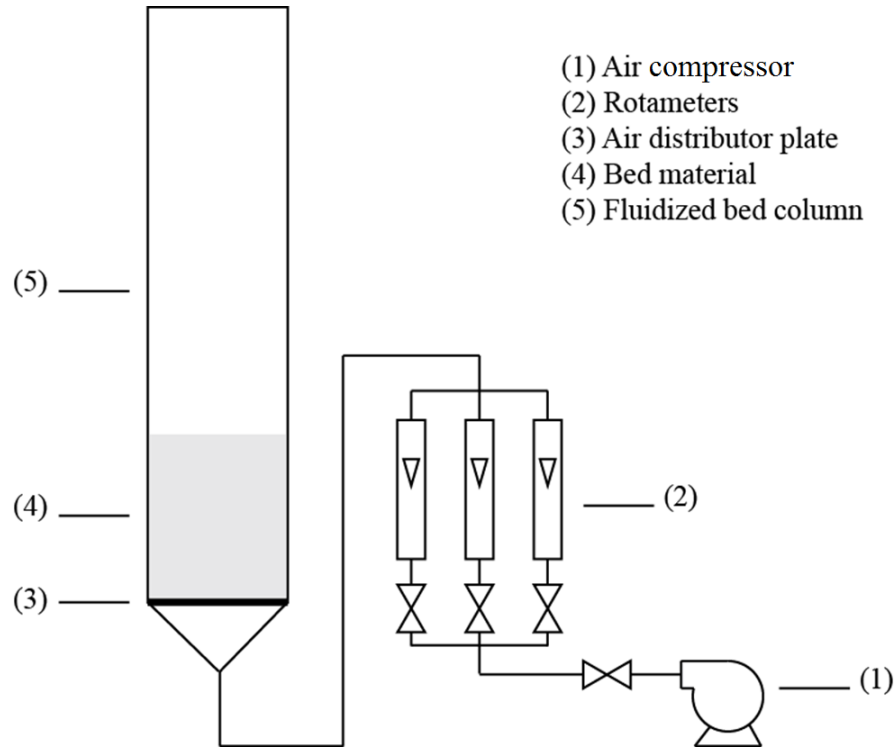 (1) Air compressor
(2) Rotameters
(3) Air distributor plate
(4) Bed material
(5) Fluidized bed column
(5)
(4)
(2)
(3)
(1)